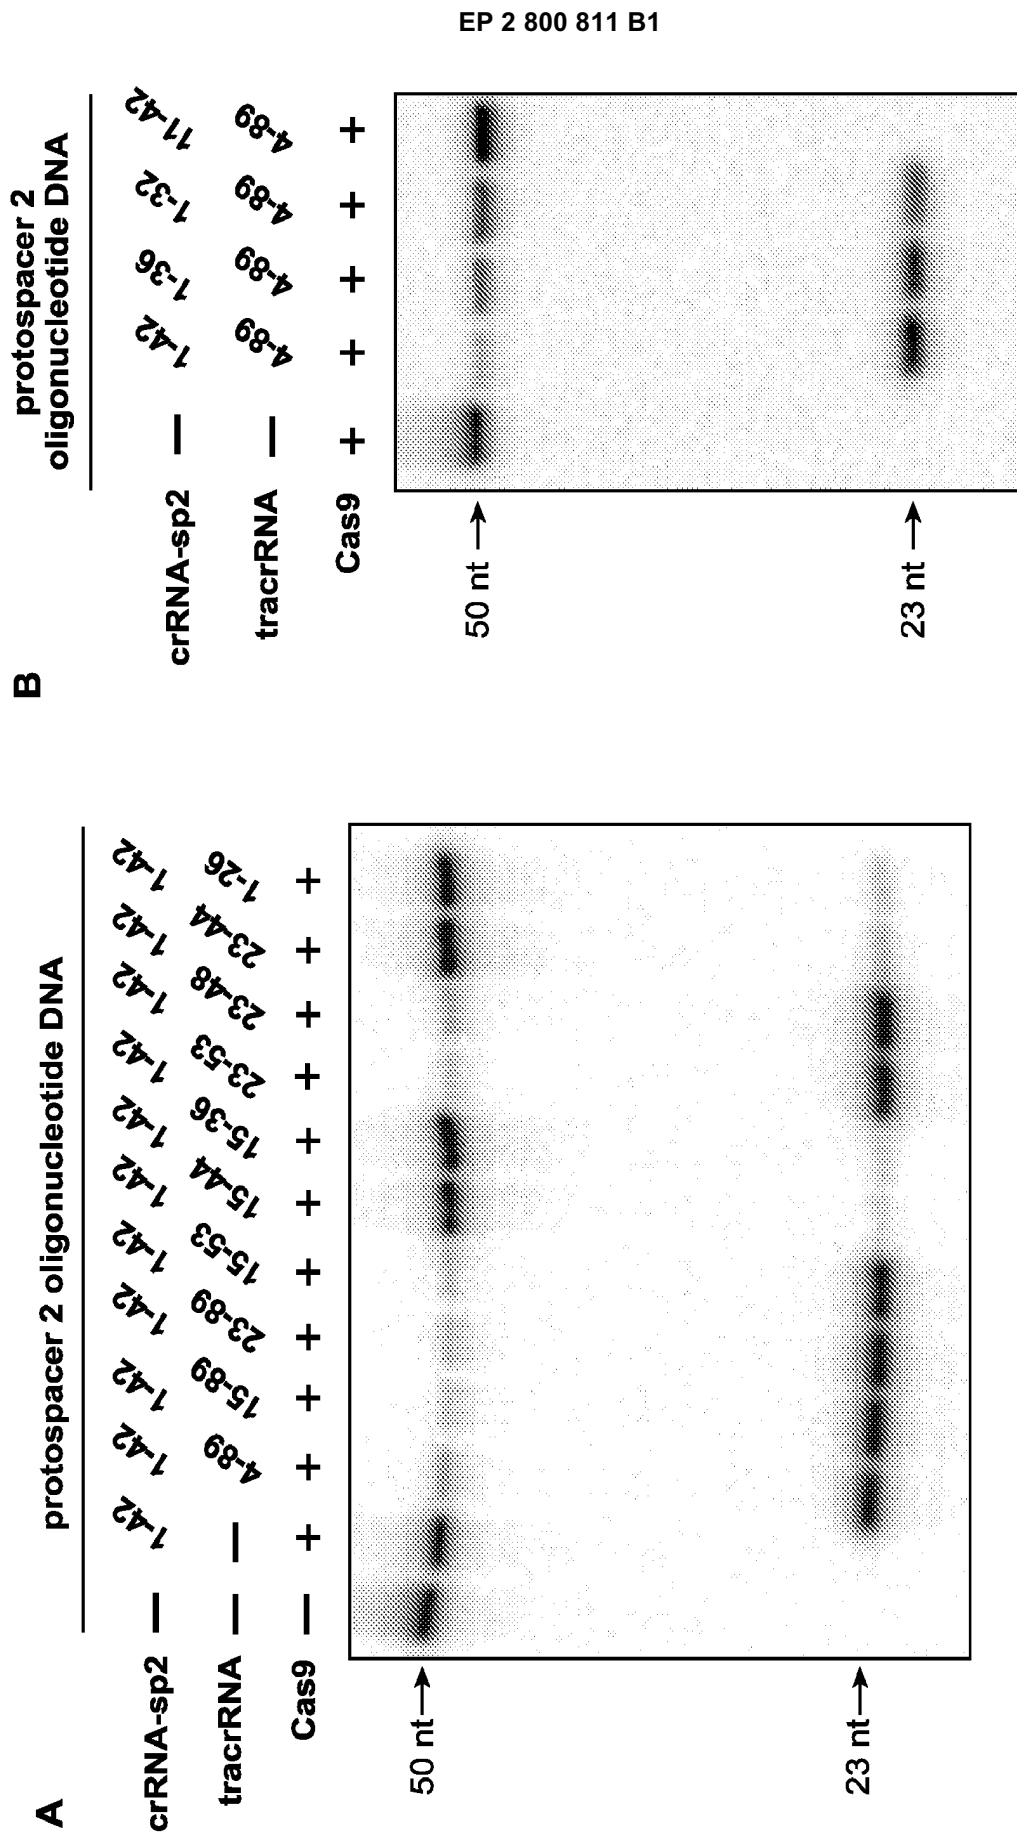 EP 2 800 811 B1
A
protospacer 2 oligonucleotide DNA
crRNA-sp2 — 1-42 1-42 1-42 1-42 1-42 1-42 1-42 1-42 1-42 1-42 1-42
tracrRNA — — 4-89 15-89 23-89 15-53 15-44 15-36 23-53 23-48 23-44 1-26
Cas9 — + + + + + + + + + + +
50 nt →
23 nt →
B
protospacer 2
oligonucleotide DNA
crRNA-sp2 — 1-42 1-36 1-32 11-42
tracrRNA — 4-89 4-89 4-89 4-89
Cas9 + + + + +
50 nt →
23 nt →